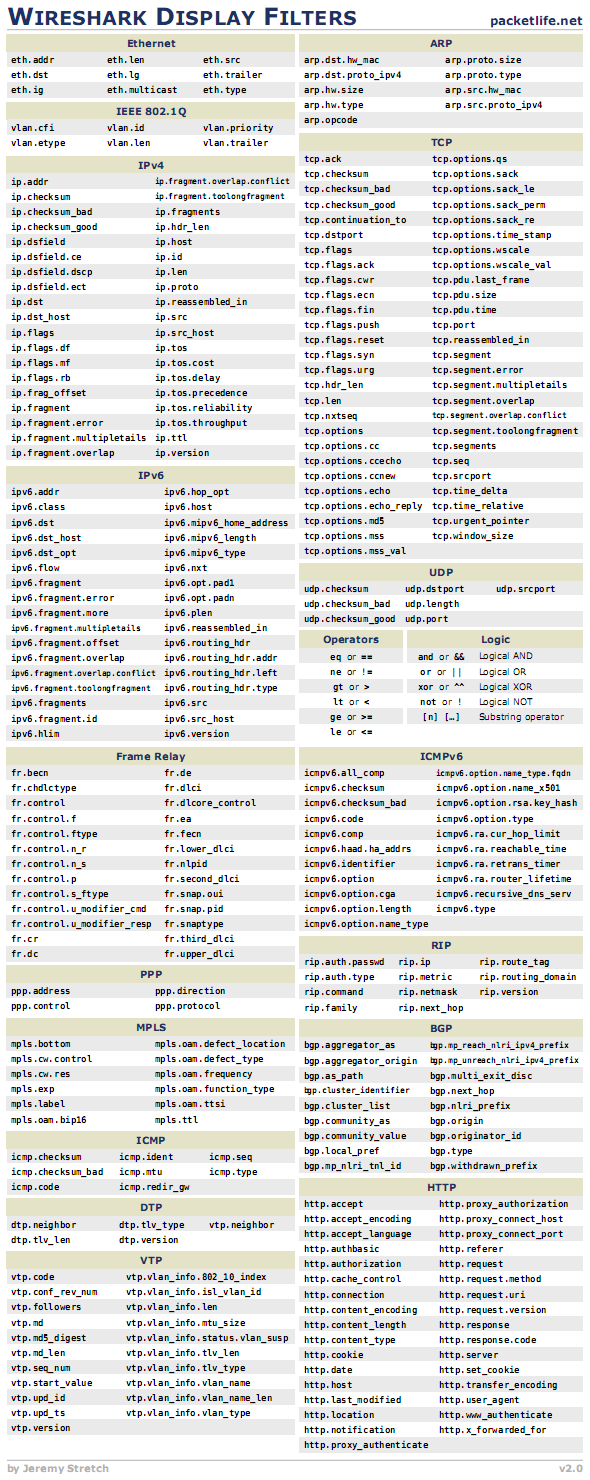 WIRESHARK DISPLAY FILTERS packetlife.net
Ethernet
eth.addr eth.len eth.src
eth.dst eth.lg eth.trailer
eth.ig eth.multicast eth.type
IEEE 802.1Q
vlan.cfi vlan.id vlan.priority
vlan.etype vlan.len vlan.trailer
IPv4
ip.addr ip.fragment.overlap.conflict
ip.checksum ip.fragment.toolongfragment
ip.checksum_bad ip.fragments
ip.checksum_good ip.hdr_len
ip.dsfield ip.host
ip.dsfield.ce ip.id
ip.dsfield.dscp ip.len
ip.dsfield.ect ip.proto
ip.dst ip.reassembled_in
ip.dst_host ip.src
ip.flags ip.src_host
ip.flags.df ip.tos
ip.flags.mf ip.tos.cost
ip.flags.rb ip.tos.delay
ip.frag_offset ip.tos.precedence
ip.fragment ip.tos.reliability
ip.fragment.error ip.tos.throughput
ip.fragment.multipletails ip.ttl
ip.fragment.overlap ip.version
IPv6
ipv6.addr ipv6.hop_opt
ipv6.class ipv6.host
ipv6.dst ipv6.mipv6_home_address
ipv6.dst_host ipv6.mipv6_length
ipv6.dst_opt ipv6.mipv6_type
ipv6.flow ipv6.nxt
ipv6.fragment ipv6.opt.pad1
ipv6.fragment.error ipv6.opt.padn
ipv6.fragment.more ipv6.plen
ipv6.fragment.multipletails ipv6.reassembled_in
ipv6.fragment.offset ipv6.routing_hdr
ipv6.fragment.overlap ipv6.routing_hdr.addr
ipv6.fragment.overlap.conflict ipv6.routing_hdr.left
ipv6.fragment.toolongfragment ipv6.routing_hdr.type
ipv6.fragments ipv6.src
ipv6.fragment.id ipv6.src_host
ipv6.hlim ipv6.version
ARP
arp.dst.hw_mac arp.proto.size
arp.dst.proto_ipv4 arp.proto.type
arp.hw.size arp.src.hw_mac
arp.hw.type arp.src.proto_ipv4
arp.opcode
TCP
tcp.ack tcp.options.qs
tcp.checksum tcp.options.sack
tcp.checksum_bad tcp.options.sack_le
tcp.checksum_good tcp.options.sack_perm
tcp.continuation_to tcp.options.sack_re
tcp.dstport tcp.options.time_stamp
tcp.flags tcp.options.wscale
tcp.flags.ack tcp.options.wscale_val
tcp.flags.cwr tcp.pdu.last_frame
tcp.flags.ecn tcp.pdu.size
tcp.flags.fin tcp.pdu.time
tcp.flags.push tcp.port
tcp.flags.reset tcp.reassembled_in
tcp.flags.syn tcp.segment
tcp.flags.urg tcp.segment.error
tcp.hdr_len tcp.segment.multipletails
tcp.len tcp.segment.overlap
tcp.nxtseq tcp.segment.overlap.conflict
tcp.options tcp.segment.toolongfragment
tcp.options.cc tcp.segments
tcp.options.ccecho tcp.seq
tcp.options.ccnew tcp.srcport
tcp.options.echo tcp.time_delta
tcp.options.echo_reply tcp.time_relative
tcp.options.md5 tcp.urgent_pointer
tcp.options.mss tcp.window_size
tcp.options.mss_val
UDP
udp.checksum udp.dstport udp.srcport
udp.checksum_bad udp.length
udp.checksum_good udp.port
Operators
eq or ==
ne or !=
gt or >
lt or <
ge or >=
le or <=
Logic
and or && Logical AND
or or || Logical OR
xor or ^^ Logical XOR
not or ! Logical NOT
[n] […] Substring operator
Frame Relay
fr.becn fr.de
fr.chdlctype fr.dlci
fr.control fr.dlcore_control
fr.control.f fr.ea
fr.control.ftype fr.fecn
fr.control.n_r fr.lower_dlci
fr.control.n_s fr.nlpid
fr.control.p fr.second_dlci
fr.control.s_ftype fr.snap.oui
fr.control.u_modifier_cmd fr.snap.pid
fr.control.u_modifier_resp fr.snaptype
fr.cr fr.third_dlci
fr.dc fr.upper_dlci
PPP
ppp.address ppp.direction
ppp.control ppp.protocol
MPLS
mpls.bottom mpls.oam.defect_location
mpls.cw.control mpls.oam.defect_type
mpls.cw.res mpls.oam.frequency
mpls.exp mpls.oam.function_type
mpls.label mpls.oam.ttsi
mpls.oam.bip16 mpls.ttl
ICMP
icmp.checksum icmp.ident icmp.seq
icmp.checksum_bad icmp.mtu icmp.type
icmp.code icmp.redir_gw
DTP
dtp.neighbor dtp.tlv_type vtp.neighbor
dtp.tlv_len dtp.version
VTP
vtp.code vtp.vlan_info.802_10_index
vtp.conf_rev_num vtp.vlan_info.isl_vlan_id
vtp.followers vtp.vlan_info.len
vtp.md vtp.vlan_info.mtu_size
vtp.md5_digest vtp.vlan_info.status.vlan_susp
vtp.md_len vtp.vlan_info.tlv_len
vtp.seq_num vtp.vlan_info.tlv_type
vtp.start_value vtp.vlan_info.vlan_name
vtp.upd_id vtp.vlan_info.vlan_name_len
vtp.upd_ts vtp.vlan_info.vlan_type
vtp.version
ICMPv6
icmpv6.all_comp icmpv6.option.name_type.fqdn
icmpv6.checksum icmpv6.option.name_x501
icmpv6.checksum_bad icmpv6.option.rsa.key_hash
icmpv6.code icmpv6.option.type
icmpv6.comp icmpv6.ra.cur_hop_limit
icmpv6.haad.ha_addrs icmpv6.ra.reachable_time
icmpv6.identifier icmpv6.ra.retrans_timer
icmpv6.option icmpv6.ra.router_lifetime
icmpv6.option.cga icmpv6.recursive_dns_serv
icmpv6.option.length icmpv6.type
icmpv6.option.name_type
RIP
rip.auth.passwd rip.ip rip.route_tag
rip.auth.type rip.metric rip.routing_domain
rip.command rip.netmask rip.version
rip.family rip.next_hop
BGP
bgp.aggregator_as bgp.mp_reach_nlri_ipv4_prefix
bgp.aggregator_origin bgp.mp_unreach_nlri_ipv4_prefix
bgp.as_path bgp.multi_exit_disc
bgp.cluster_identifier bgp.next_hop
bgp.cluster_list bgp.nlri_prefix
bgp.community_as bgp.origin
bgp.community_value bgp.originator_id
bgp.local_pref bgp.type
bgp.mp_nlri_tnl_id bgp.withdrawn_prefix
HTTP
http.accept http.proxy_authorization
http.accept_encoding http.proxy_connect_host
http.accept_language http.proxy_connect_port
http.authbasic http.referer
http.authorization http.request
http.cache_control http.request.method
http.connection http.request.uri
http.content_encoding http.request.version
http.content_length http.response
http.content_type http.response.code
http.cookie http.server
http.date http.set_cookie
http.host http.transfer_encoding
http.last_modified http.user_agent
http.location http.www_authenticate
http.notification http.x_forwarded_for
http.proxy_authenticate
by Jeremy Stretch v2.0